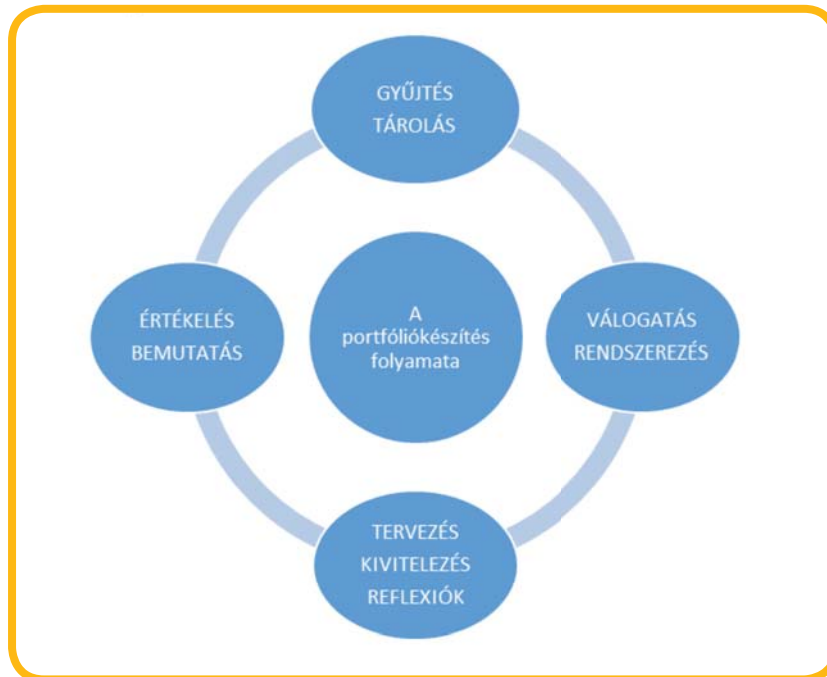 GYŰJTÉS
TÁROLÁS
ÉRTÉKELÉS
BEMUTATÁS
A
portfóliókészítés
folyamata
VÁLOGATÁS
RENDSZEREZÉS
TERVEZÉS
KIVITELEZÉS
REFLEXIÓK